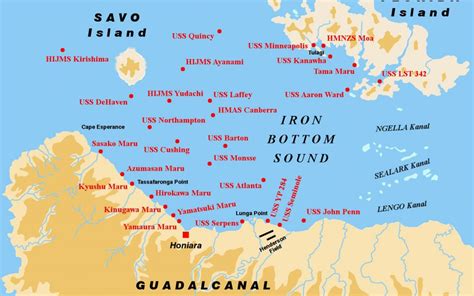 SAVO
Island
Island
USS Quincy
USS Minneapolis
HMNZS Moa
Tulagi
HIJMS Kirishima
USS Kanawha
HIJMS Ayanami
Tama Maru
USS LST 342
USS DeHaven
HIJMS Yudachi
USS Laffey
USS Aaron Ward
HMAS Canberra
USS Northampton
IRON
BOTTOM
SOUND
Cape Esperance
USS Barton
NGELLA Kanal
Sasako Maru
USS Cushing
USS Monsse
Azumasan Maru
SEALARK Kanal
Tassafaronga Point
Kyushu Maru
USS Atlanta
USS YP 284
USS Seminole
Hirokawa Maru
LENGO Kanal
Kinugawa Maru
Yamatsuki Maru
Lunga Point
USS John Penn
Yamaura Maru
USS Serpens
Honiara
Henderson
Field
GUADALCANAL